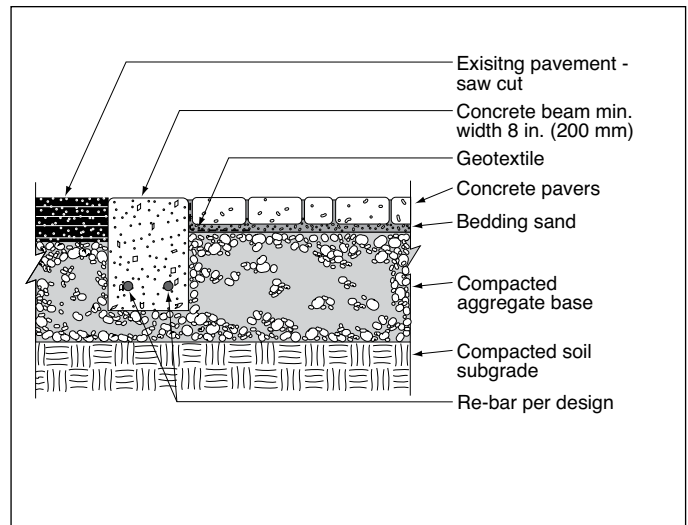 Exisitng pavement -
saw cut
Concrete beam min.
width 8 in. (200 mm)
Geotextile
Concrete pavers
Bedding sand
Compacted
aggregate base
Compacted soil
subgrade
Re-bar per design